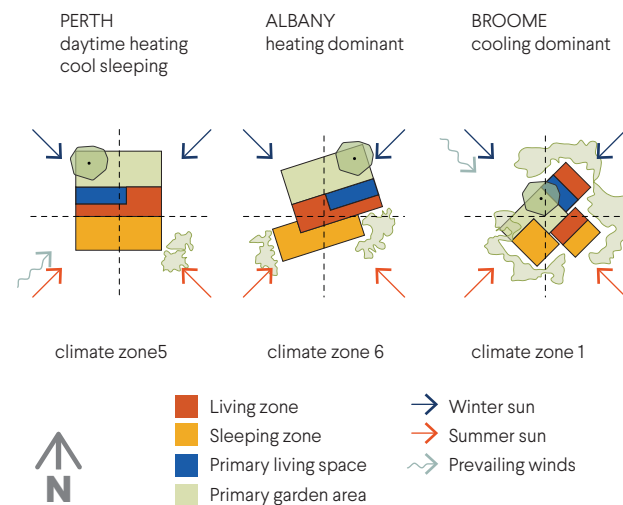 PERTH
daytime heating
cool sleeping
ALBANY
heating dominant
BROOME
cooling dominant
climate zone5
climate zone 6
climate zone 1
Living zone
Sleeping zone
Primary living space
Primary garden area
Winter sun
Summer sun
Prevailing winds
N